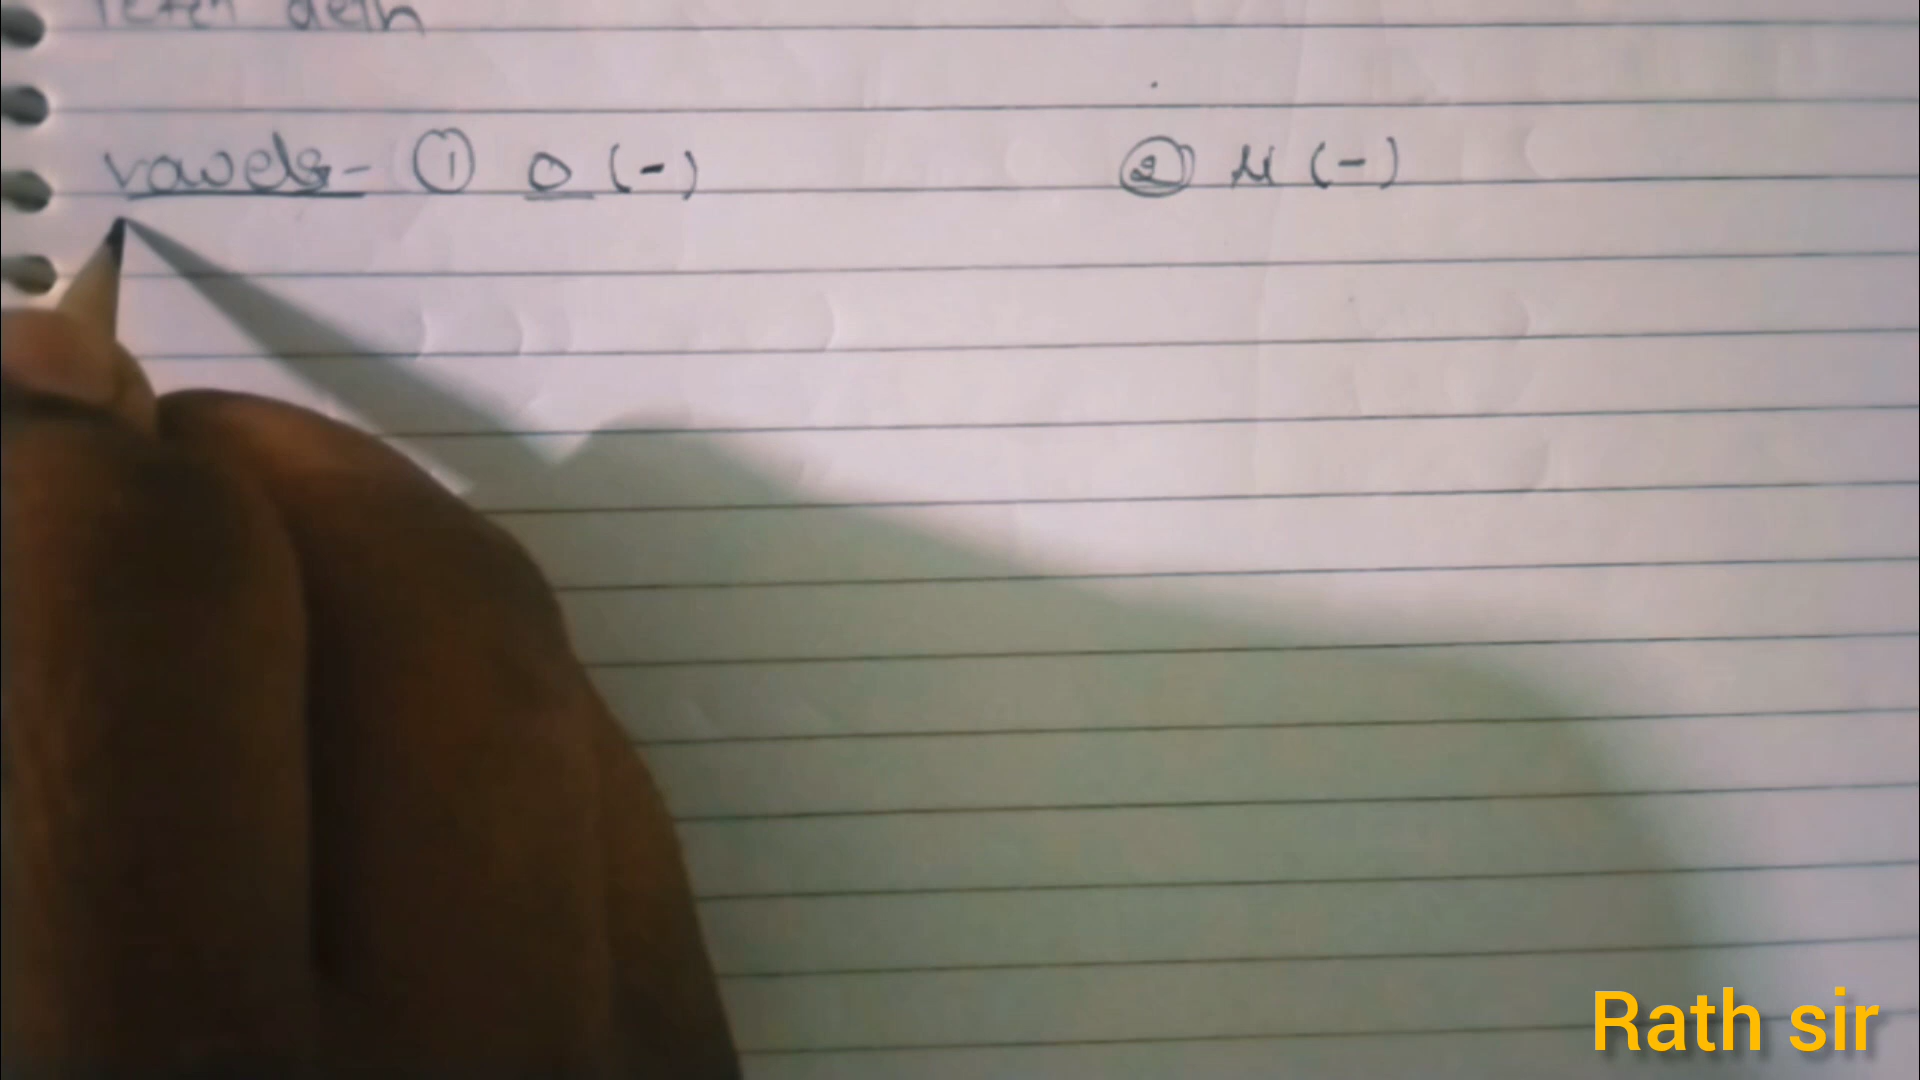 vowels- ① o (-) ② u (-)
Rath sir